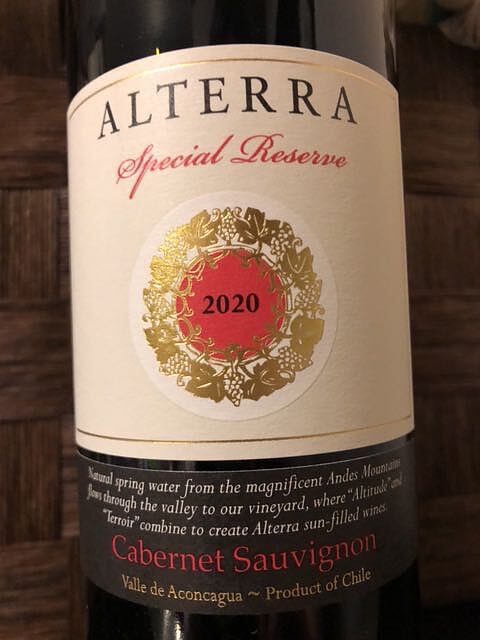 ALTERRA
Special Reserve
2020
Natural spring water from the magnificent Andes Mountains
flows through the valley to our vineyard, where "Altitude" and
"Terroir" combine to create Alterra sun-filled wines.
Cabernet Sauvignon
Valle de Aconcagua ~ Product of Chile